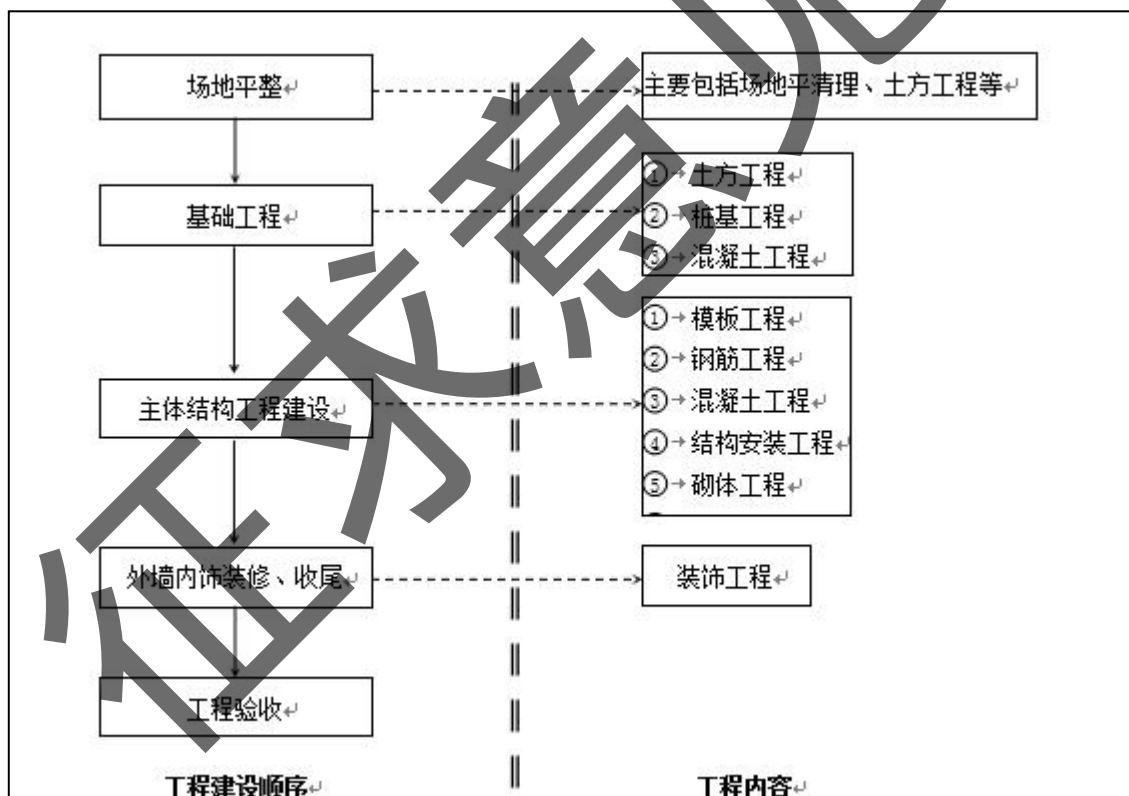 场地平整
主要包括场地平清理、土方工程等
基础工程
①土方工程
②桩基工程
③混凝土工程
主体结构工程建设
①模板工程
②钢筋工程
③混凝土工程
④结构安装工程
⑤砌体工程
外墙内饰装修、收尾
装饰工程
工程验收
工程建设顺序
工程内容
征求意见